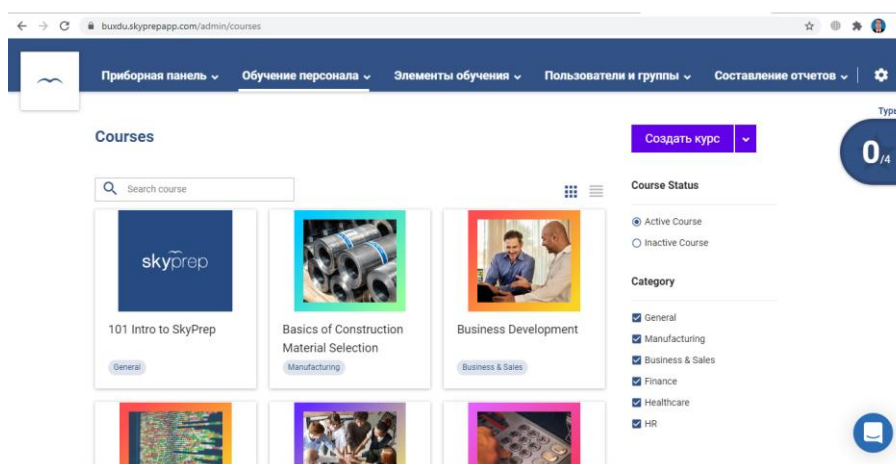 buxdu.skyprepapp.com/admin/courses
Приборная панель
Обучение персонала
Элементы обучения
Пользователи и группы
Составление отчетов
Courses
Создать курс
0/4
Search course
Course Status
Active Course
Inactive Course
skyprep
101 Intro to SkyPrep
General
Basics of Construction
Material Selection
Manufacturing
Business Development
Business & Sales
Category
General
Manufacturing
Business & Sales
Finance
Healthcare
HR